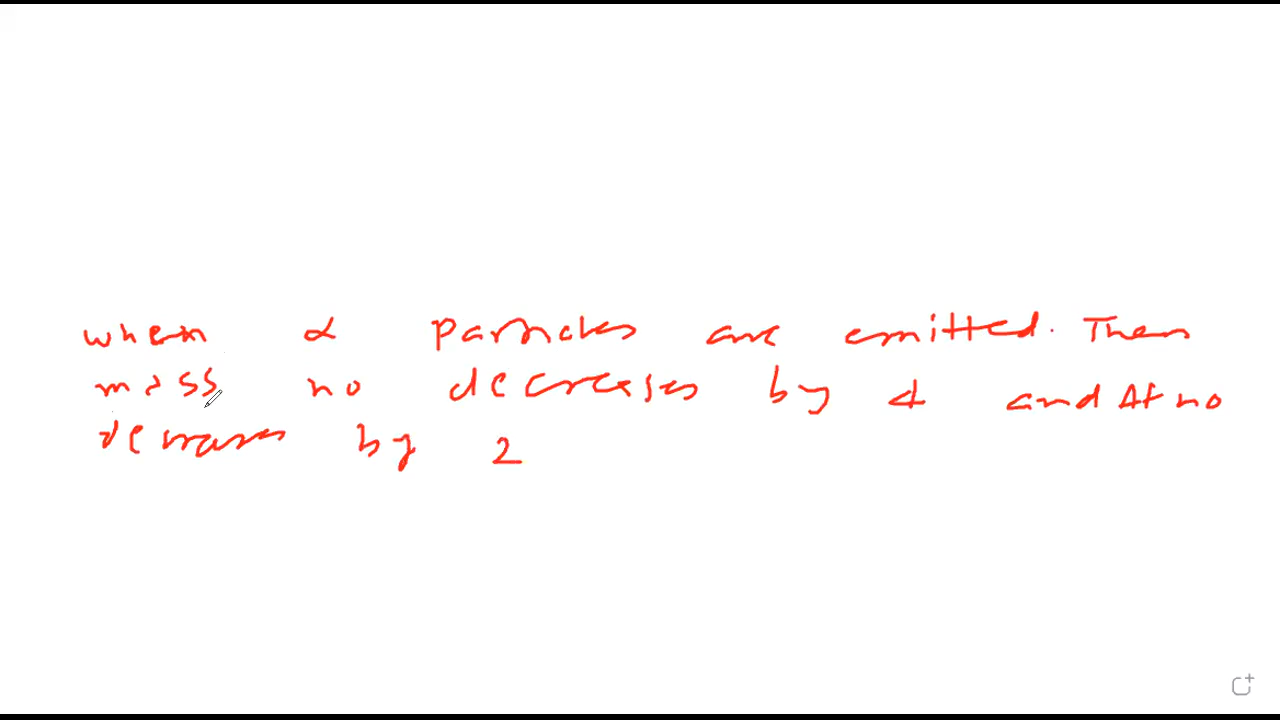 when α particles are emitted. Then
mass no decreases by 4 and At no
decreases by 2